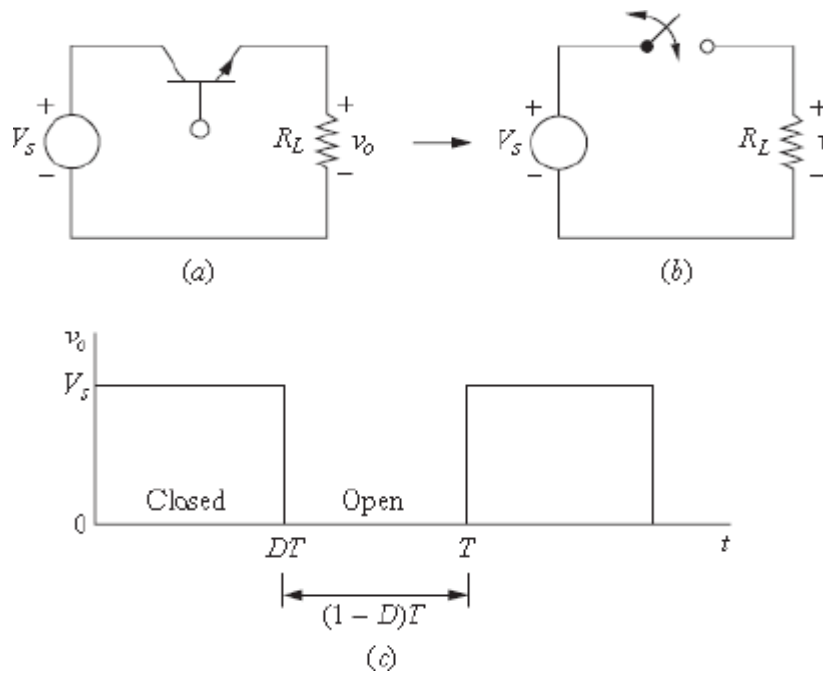 + + + +
V_s R_L v_o V_s R_L v
− − − −
(a) (b)
v_o
V_s
Closed Open
0
DT T t
(1 − D)T
(c)